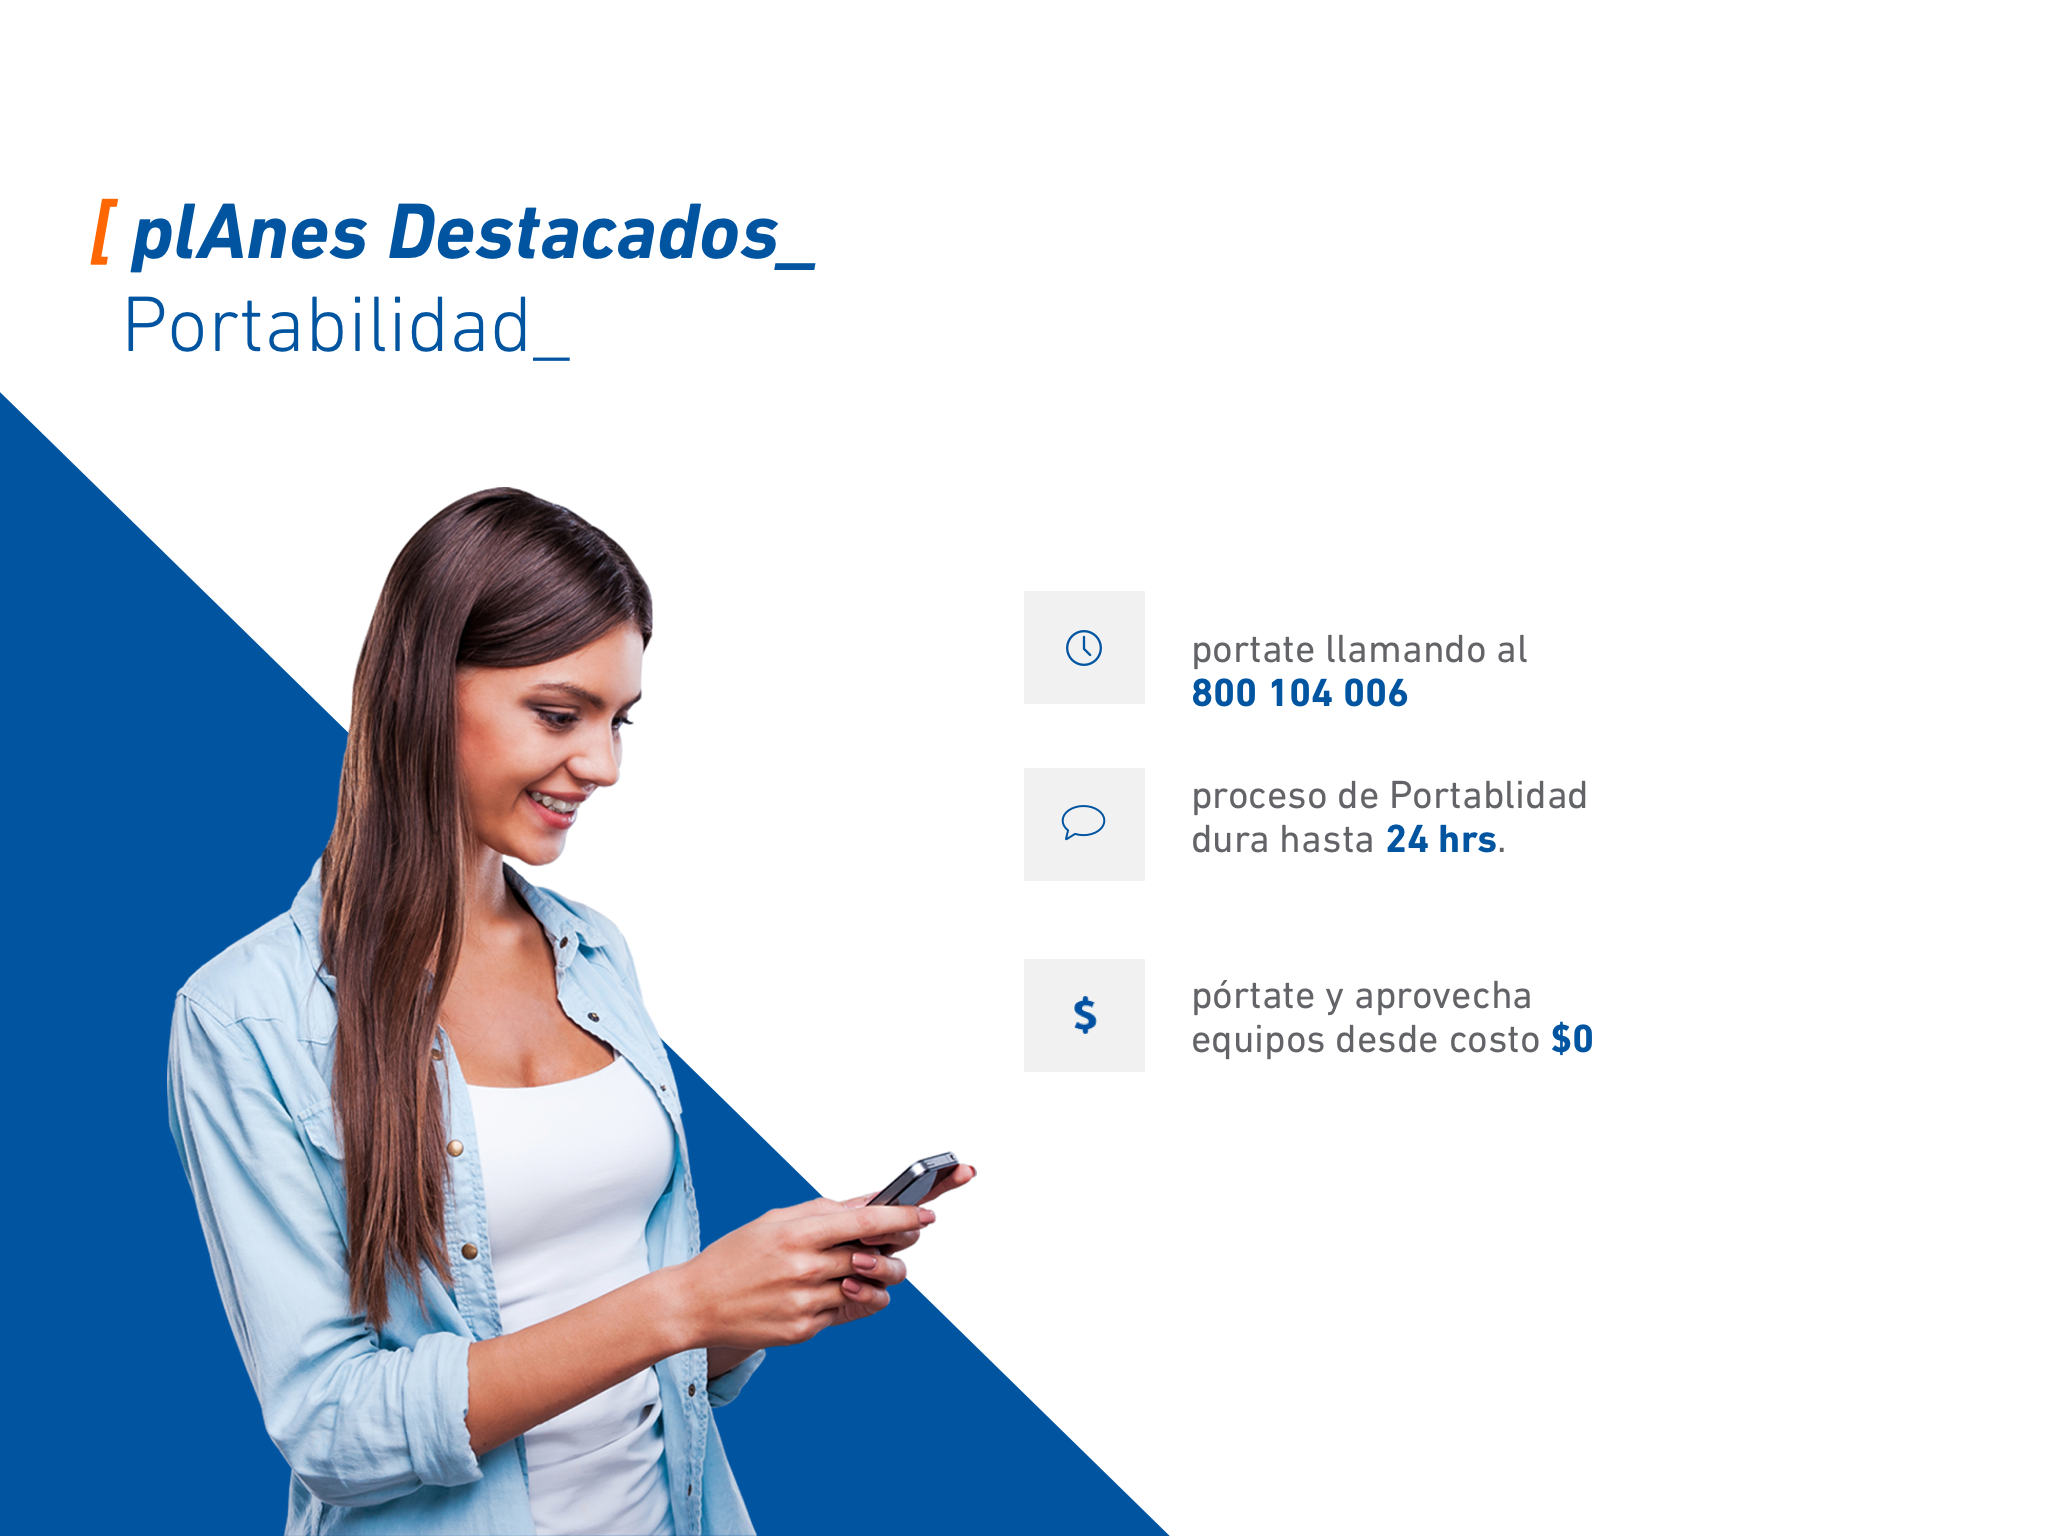 [ plAnes Destacados_
Portabilidad_
portate llamando al
800 104 006
proceso de Portablidad
dura hasta 24 hrs.
$
pórtate y aprovecha
equipos desde costo $0